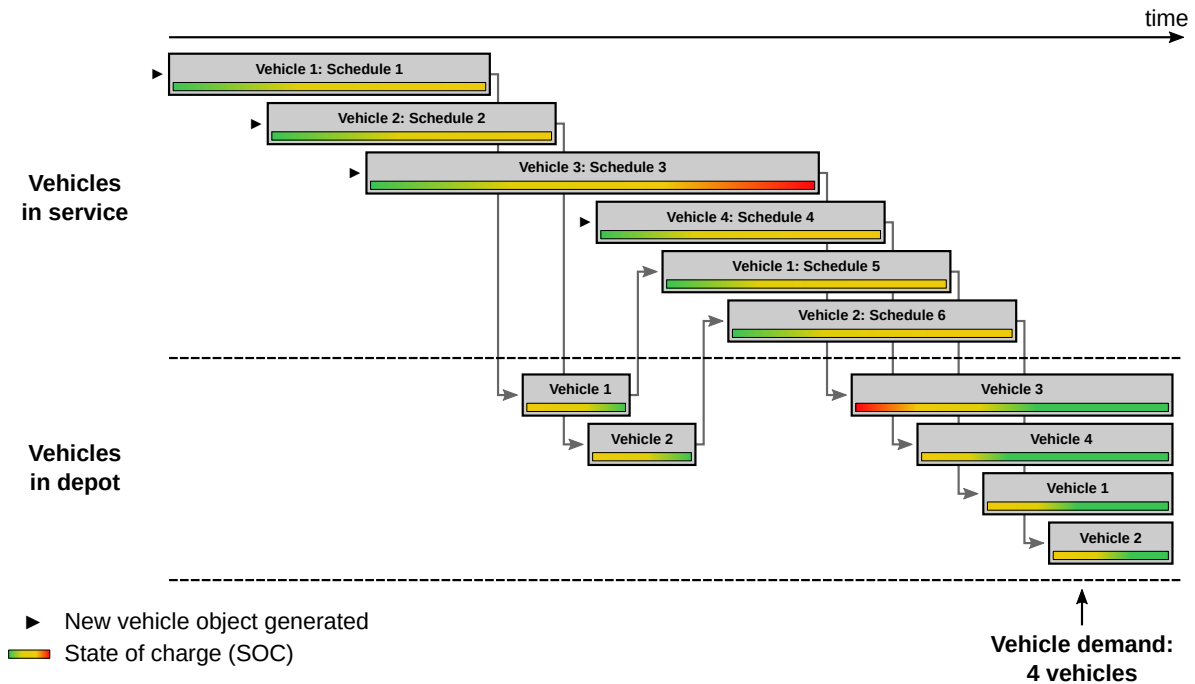 time
Vehicle 1: Schedule 1
Vehicle 2: Schedule 2
Vehicle 3: Schedule 3
Vehicles
in service
Vehicle 4: Schedule 4
Vehicle 1: Schedule 5
Vehicle 2: Schedule 6
Vehicle 1
Vehicle 3
Vehicle 2
Vehicle 4
Vehicles
in depot
Vehicle 1
Vehicle 2
New vehicle object generated
State of charge (SOC)
Vehicle demand:
4 vehicles